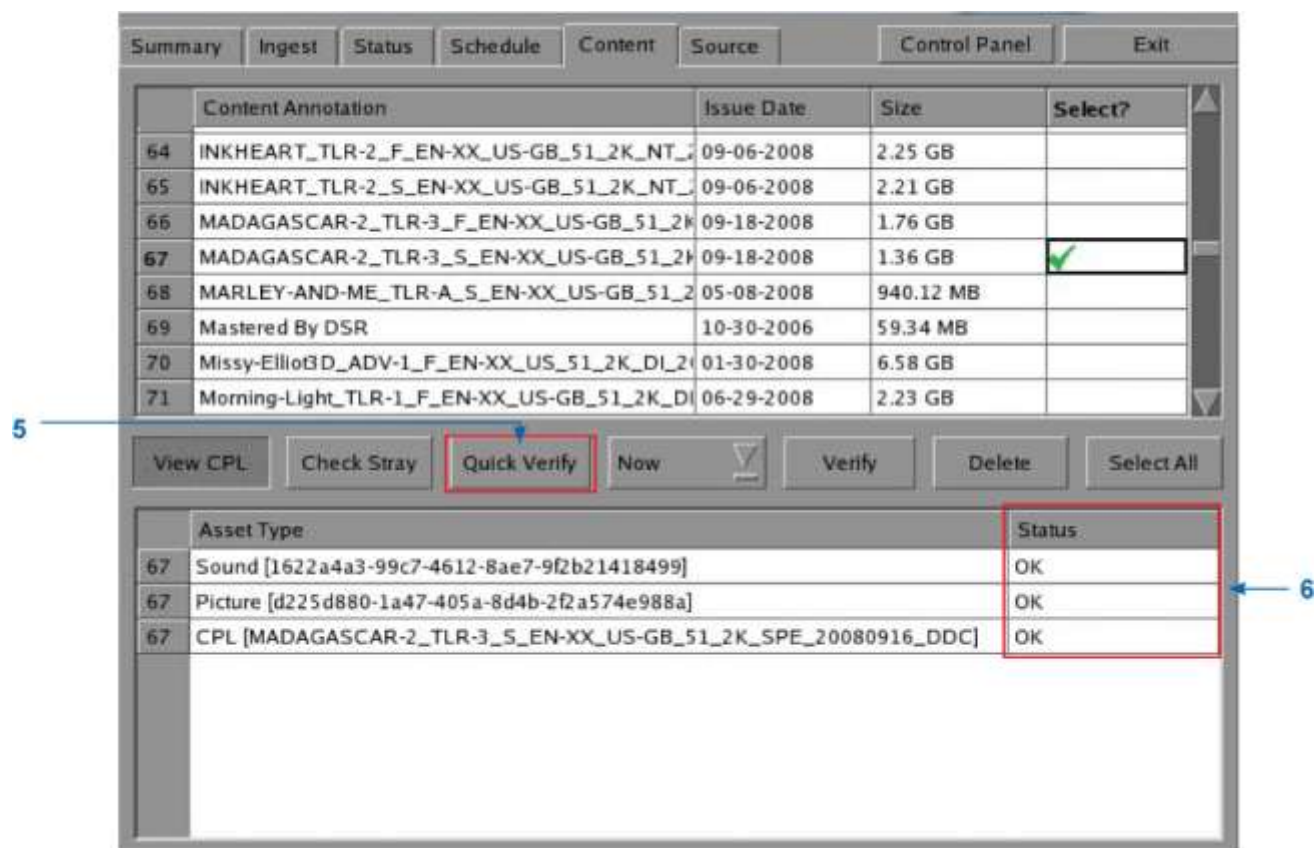 Summary Ingest Status Schedule Content Source Control Panel Exit
Content Annotation Issue Date Size Select?
64 INKHEART_TLR-2_F_EN-XX_US-GB_51_2K_NT_ 09-06-2008 2.25 GB
65 INKHEART_TLR-2_S_EN-XX_US-GB_51_2K_NT_ 09-06-2008 2.21 GB
66 MADAGASCAR-2_TLR-3_F_EN-XX_US-GB_51_2K 09-18-2008 1.76 GB
67 MADAGASCAR-2_TLR-3_S_EN-XX_US-GB_51_2K 09-18-2008 1.36 GB
68 MARLEY-AND-ME_TLR-A_S_EN-XX_US-GB_51_2 05-08-2008 940.12 MB
69 Mastered By DSR 10-30-2006 59.34 MB
70 Missy-Elliot3D_ADV-1_F_EN-XX_US_51_2K_DI_2 01-30-2008 6.58 GB
71 Morning-Light_TLR-1_F_EN-XX_US-GB_51_2K_DI 06-29-2008 2.23 GB
5
View CPL Check Stray Quick Verify Now Verify Delete Select All
Asset Type Status
67 Sound [1622a4a3-99c7-4612-8ae7-9f2b21418499] OK
67 Picture [d225d880-1a47-405a-8d4b-2f2a574e988a] OK
6
67 CPL [MADAGASCAR-2_TLR-3_S_EN-XX_US-GB_51_2K_SPE_20080916_DDC] OK